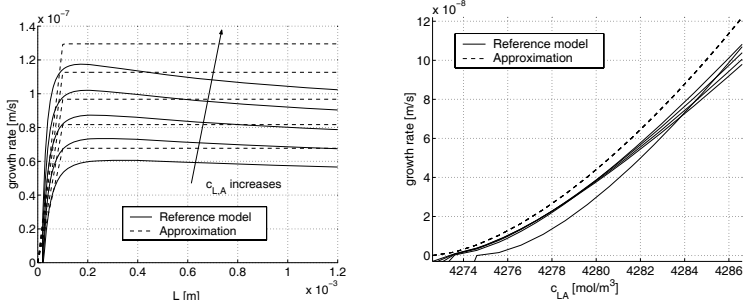 x 10⁻⁷
1.4
1.2
1
0.8
0.6
0.4
0.2
0
growth rate [m/s]
c_L,A increases
Reference model
Approximation
0 0.2 0.4 0.6 0.8 1 1.2
L [m]
x 10⁻³
x 10⁻⁸
12
10
8
6
4
2
0
growth rate [m/s]
Reference model
Approximation
4274 4276 4278 4280 4282 4284 4286
c_LA [mol/m³]